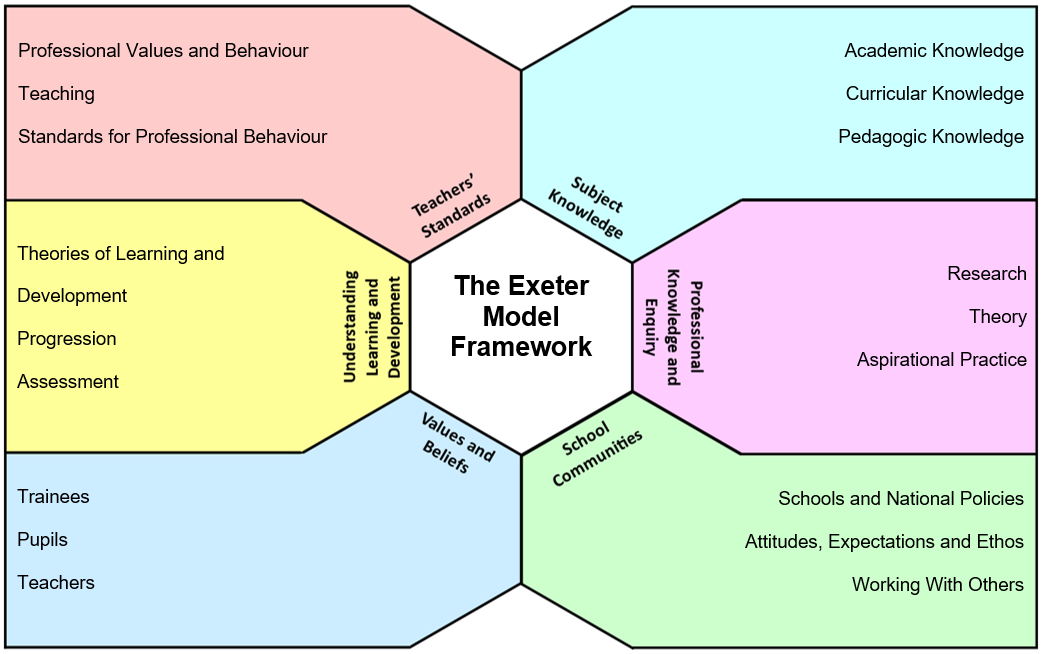 Professional Values and Behaviour
Teaching
Standards for Professional Behaviour
Teachers’
Standards
Academic Knowledge
Curricular Knowledge
Pedagogic Knowledge
Subject
Knowledge
Theories of Learning and
Development
Progression
Assessment
Understanding
Learning and
Development
The Exeter
Model
Framework
Professional
Knowledge and
Enquiry
Research
Theory
Aspirational Practice
Values and
Beliefs
Trainees
Pupils
Teachers
School
Communities
Schools and National Policies
Attitudes, Expectations and Ethos
Working With Others